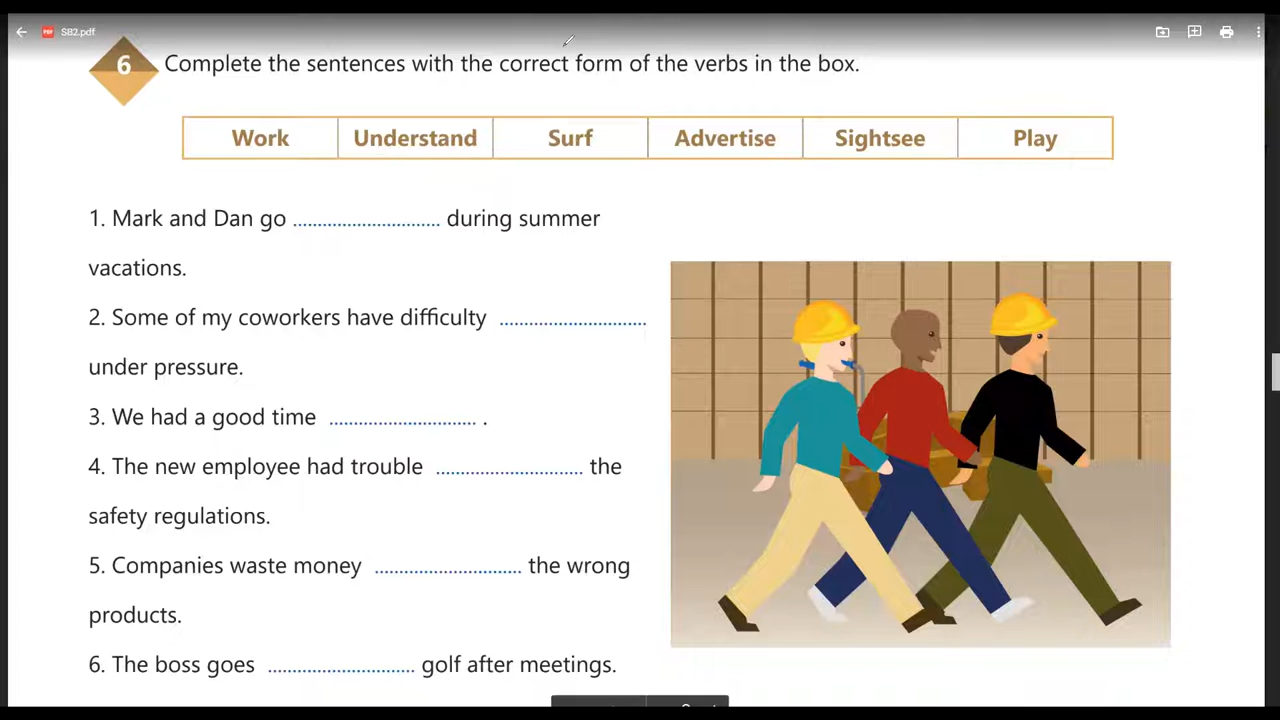 SB2.pdf
6 Complete the sentences with the correct form of the verbs in the box.
Work Understand Surf Advertise Sightsee Play
1. Mark and Dan go .............................. during summer
vacations.
2. Some of my coworkers have difficulty ..............................
under pressure.
3. We had a good time .............................. .
4. The new employee had trouble .............................. the
safety regulations.
5. Companies waste money .............................. the wrong
products.
6. The boss goes .............................. golf after meetings.